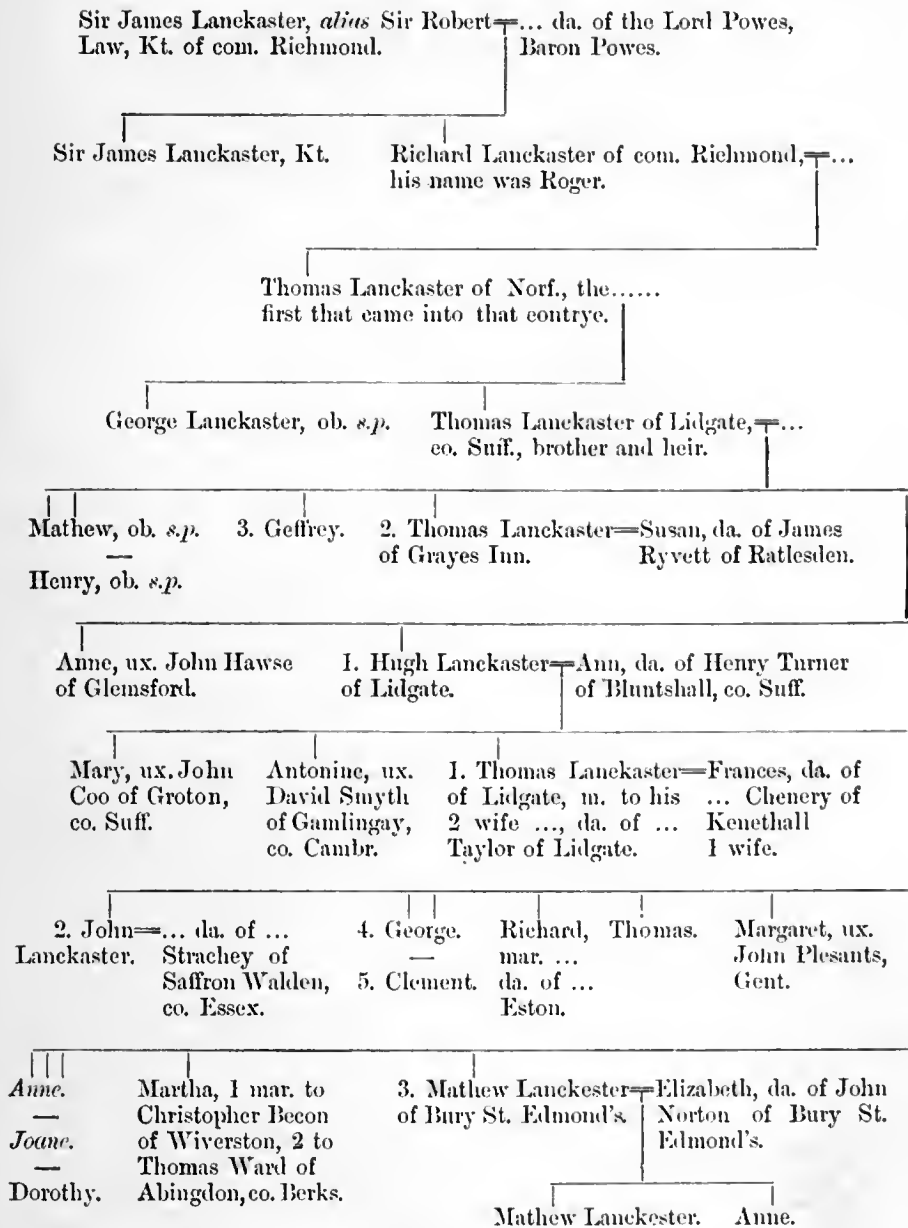 Sir James Lanckaster, alias Sir Robert=... da. of the Lord Powes,
Law, Kt. of com. Richmond. Baron Powes.
Sir James Lanckaster, Kt. Richard Lanckaster of com. Richmond,=...
his name was Roger.
Thomas Lanckaster of Norf., the......
first that came into that contrye.
George Lanckaster, ob. s.p. Thomas Lanckaster of Lidgate,=...
co. Suff., brother and heir.
Mathew, ob. s.p. 3. Geffrey. 2. Thomas Lanckaster=Susan, da. of James
— of Grayes Inn. Ryvett of Ratlesden.
Henry, ob. s.p.
Anne, ux. John Hawse 1. Hugh Lanckaster=Ann, da. of Henry Turner
of Glemsford. of Lidgate. of Bluntshall, co. Suff.
Mary, ux. John Antonine, ux. 1. Thomas Lanckaster=Frances, da. of
Coo of Groton, David Smyth of Lidgate, m. to his ... Chenery of
co. Suff. of Gamlingay, 2 wife ..., da. of ... Kenethall
co. Cambr. Taylor of Lidgate. 1 wife.
2. John=... da. of ... 4. George. Richard, Thomas. Margaret, ux.
Lanckaster. Strachey of — mar. ... John Plesants,
Saffron Walden, 5. Clement. da. of ... Gent.
co. Essex. Eston.
Anne. Martha, 1 mar. to 3. Mathew Lanckester=Elizabeth, da. of John
— Christopher Becon of Bury St. Edmond's. Norton of Bury St.
Joane. of Wiverston, 2 to Edmond's.
— Thomas Ward of
Dorothy. Abingdon, co. Berks.
Mathew Lanckester. Anne.